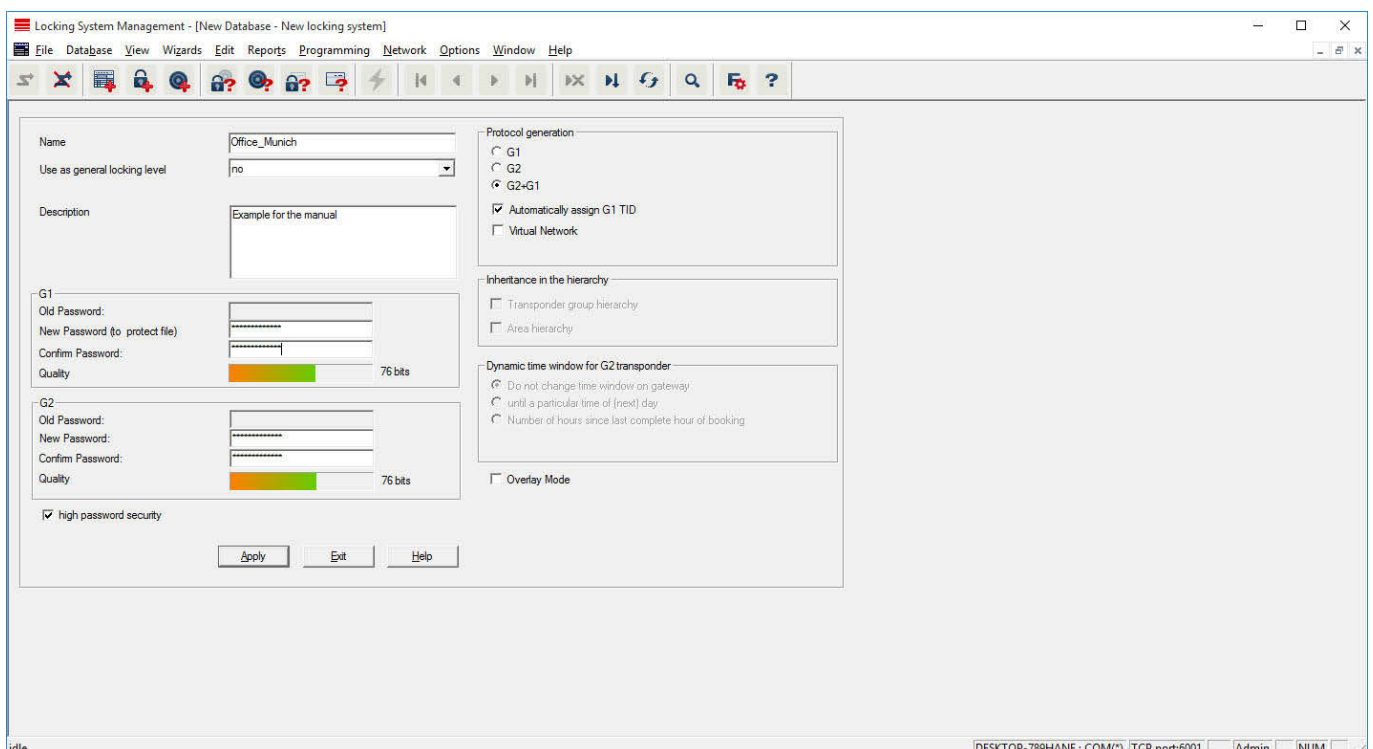 Locking System Management - [New Database - New locking system]
File Database View Wizards Edit Reports Programming Network Options Window Help
Name
Office_Munich
Use as general locking level
no
Description
Example for the manual
G1
Old Password:
New Password (to protect file)
*************
Confirm Password:
*************
Quality
76 bits
G2
Old Password:
New Password:
*************
Confirm Password:
*************
Quality
76 bits
high password security
Apply Exit Help
Protocol generation
G1
G2
G2+G1
Automatically assign G1 TID
Virtual Network
Inheritance in the hierarchy
Transponder group hierarchy
Area hierarchy
Dynamic time window for G2 transponder
Do not change time window on gateway
until a particular time of (next) day
Number of hours since last complete hour of booking
Overlay Mode
idle
DESKTOP-789HANE : COM(*) TCP port:6001 Admin NUM